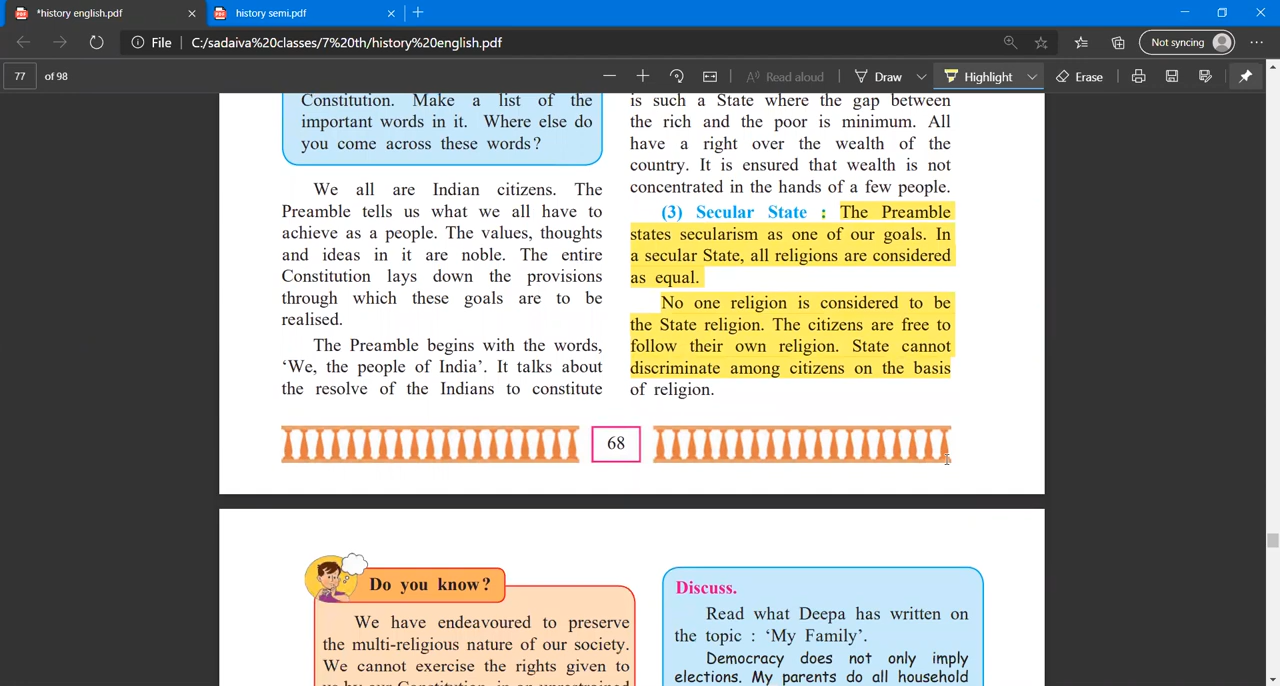 *history english.pdf
history semi.pdf
File
C:/sadaiva%20classes/7%20th/history%20english.pdf
Not syncing
77
of 98
Read aloud
Draw
Highlight
Erase
Constitution. Make a list of the
important words in it. Where else do
you come across these words?
We all are Indian citizens. The
Preamble tells us what we all have to
achieve as a people. The values, thoughts
and ideas in it are noble. The entire
Constitution lays down the provisions
through which these goals are to be
realised.
The Preamble begins with the words,
‘We, the people of India’. It talks about
the resolve of the Indians to constitute
is such a State where the gap between
the rich and the poor is minimum. All
have a right over the wealth of the
country. It is ensured that wealth is not
concentrated in the hands of a few people.
(3) Secular State : The Preamble
states secularism as one of our goals. In
a secular State, all religions are considered
as equal.
No one religion is considered to be
the State religion. The citizens are free to
follow their own religion. State cannot
discriminate among citizens on the basis
of religion.
68
Do you know?
We have endeavoured to preserve
the multi-religious nature of our society.
We cannot exercise the rights given to
us by our Constitution, in an unrestrained
Discuss.
Read what Deepa has written on
the topic : ‘My Family’.
Democracy does not only imply
elections. My parents do all household